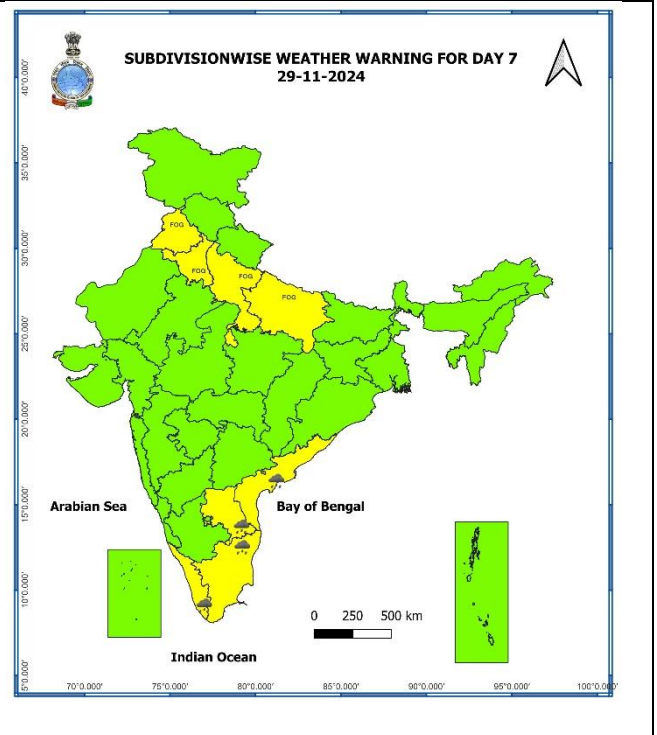 SUBDIVISIONWISE WEATHER WARNING FOR DAY 7
29-11-2024
40°0.000'
35°0.000'
FOG
30°0.000'
FOG
FOG
FOG
25°0.000'
20°0.000'
15°0.000'
Arabian Sea
Bay of Bengal
10°0.000'
0 250 500 km
Indian Ocean
5°0.000'
70°0.000' 75°0.000' 80°0.000' 85°0.000' 90°0.000' 95°0.000' 100°0.000'